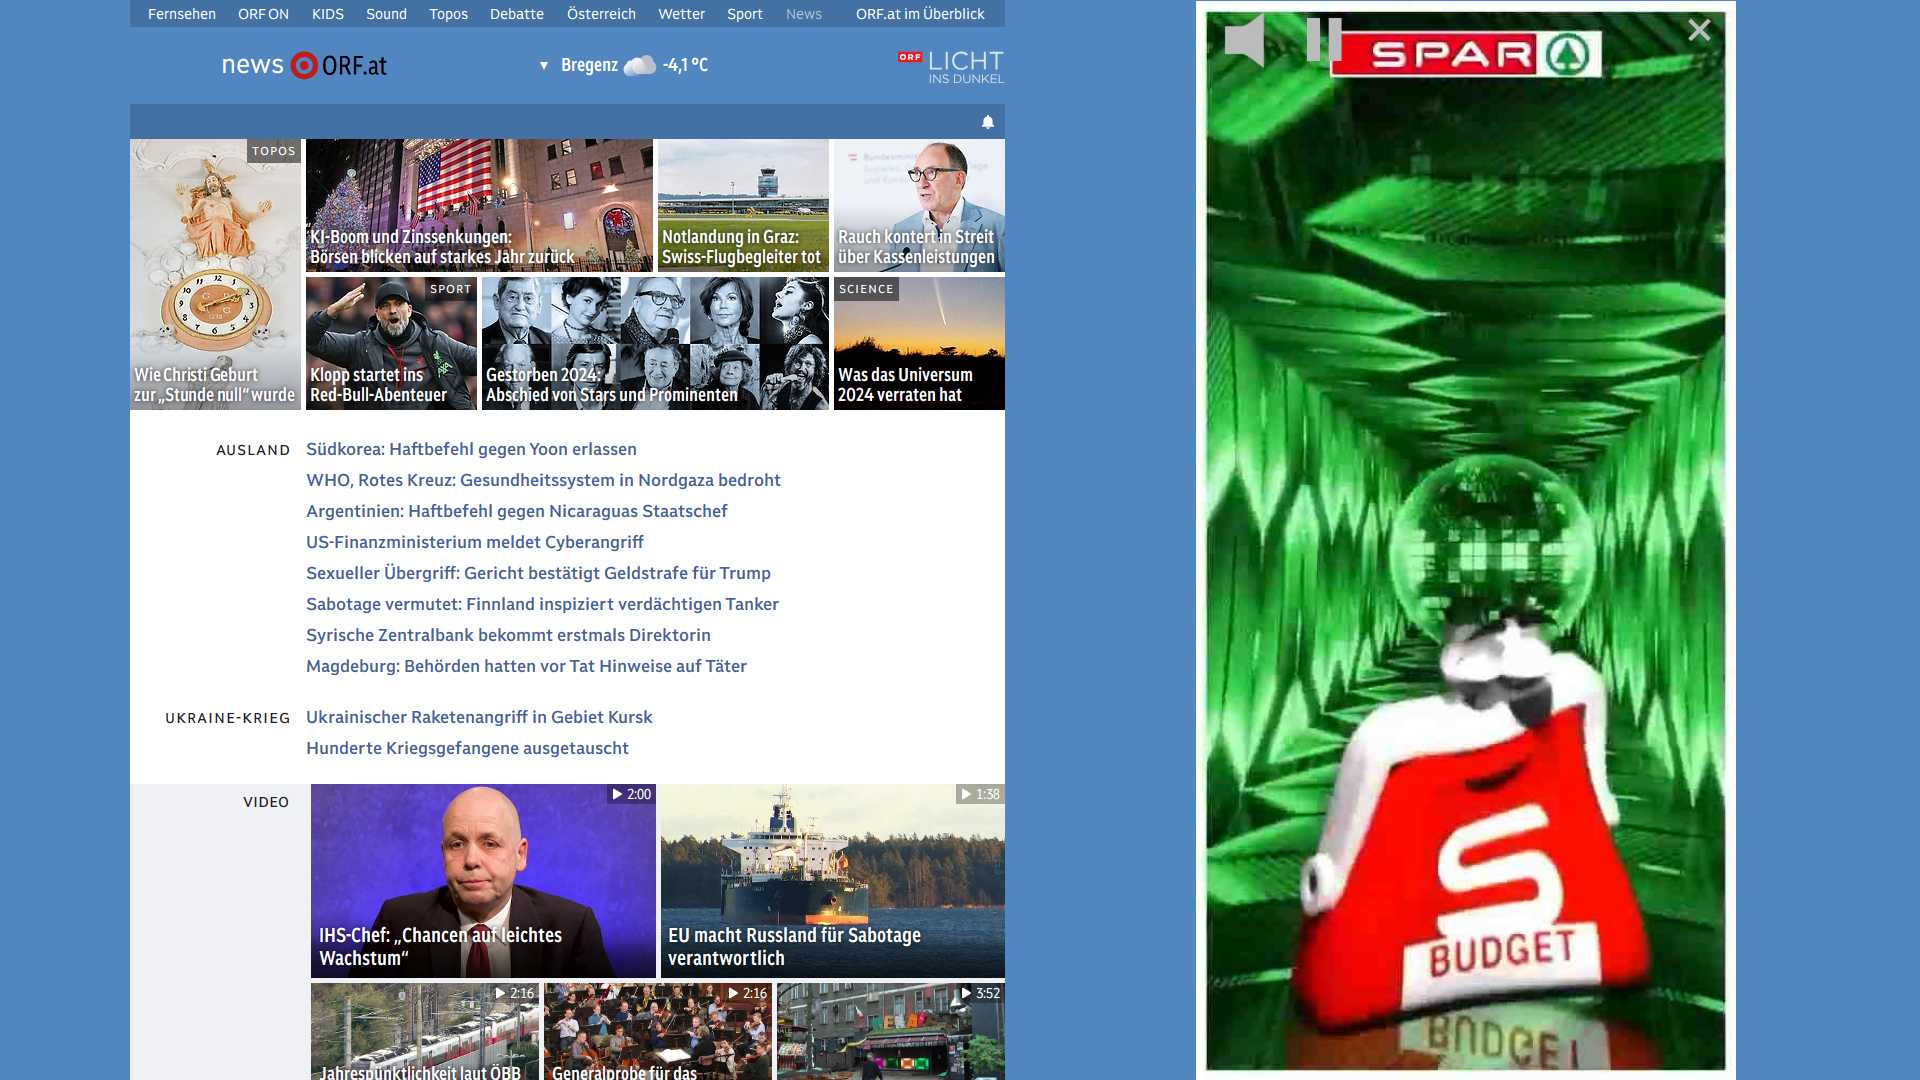 Fernsehen ORF ON KIDS Sound Topos Debatte Österreich Wetter Sport News ORF.at im Überblick
news ORF.at
▼ Bregenz -4,1 °C
ORF LICHT
INS DUNKEL
TOPOS
Wie Christi Geburt
zur „Stunde null“ wurde
KI-Boom und Zinssenkungen:
Börsen blicken auf starkes Jahr zurück
Notlandung in Graz:
Swiss-Flugbegleiter tot
Rauch kontert in Streit
über Kassenleistungen
SPORT
Klopp startet ins
Red-Bull-Abenteuer
Gestorben 2024:
Abschied von Stars und Prominenten
SCIENCE
Was das Universum
2024 verraten hat
AUSLAND
Südkorea: Haftbefehl gegen Yoon erlassen
WHO, Rotes Kreuz: Gesundheitssystem in Nordgaza bedroht
Argentinien: Haftbefehl gegen Nicaraguas Staatschef
US-Finanzministerium meldet Cyberangriff
Sexueller Übergriff: Gericht bestätigt Geldstrafe für Trump
Sabotage vermutet: Finnland inspiziert verdächtigen Tanker
Syrische Zentralbank bekommt erstmals Direktorin
Magdeburg: Behörden hatten vor Tat Hinweise auf Täter
UKRAINE-KRIEG
Ukrainischer Raketenangriff in Gebiet Kursk
Hunderte Kriegsgefangene ausgetauscht
VIDEO
2:00
IHS-Chef: „Chancen auf leichtes
Wachstum“
1:38
EU macht Russland für Sabotage
verantwortlich
2:16
Jahrespünktlichkeit laut ÖBB
2:16
Generalprobe für das
3:52
SPAR
S
BUDGET